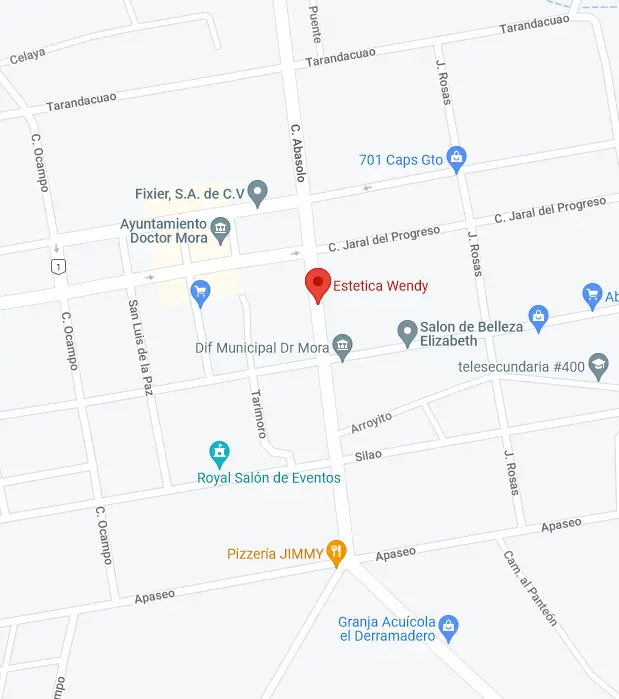 Puente
Tarandacuao
Celaya
Tarandacuao
J. Rosas
Tarandacuao
C. Ocampo
C. Abasolo
701 Caps Gto
Fixier, S.A. de C.V
C. Jaral del Progreso
Ayuntamiento
Doctor Mora
C. Jaral del Progreso
J. Rosas
1
Estetica Wendy
Ab
C. Ocampo
San Luis de la Paz
Salon de Belleza
Elizabeth
Dif Municipal Dr Mora
telesecundaria #400
Tarimoro
Arroyito
Silao
J. Rosas
Royal Salón de Eventos
C. Ocampo
Apaseo
Pizzería JIMMY
Apaseo
Cam. al Panteón
Apaseo
Granja Acuícola
el Derramadero
mpo